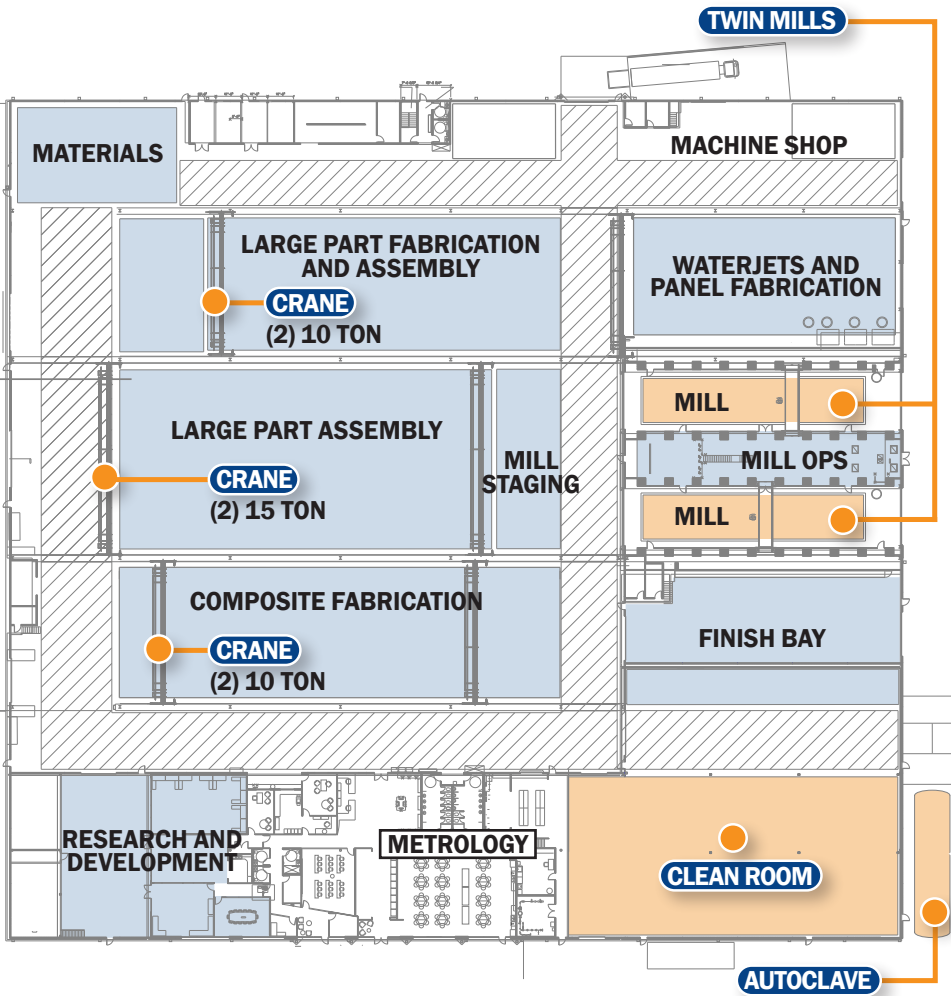 TWIN MILLS
MATERIALS
MACHINE SHOP
LARGE PART FABRICATION
AND ASSEMBLY
CRANE
(2) 10 TON
WATERJETS AND
PANEL FABRICATION
MILL
LARGE PART ASSEMBLY
CRANE
(2) 15 TON
MILL
STAGING
MILL OPS
MILL
COMPOSITE FABRICATION
CRANE
(2) 10 TON
FINISH BAY
RESEARCH AND
DEVELOPMENT
METROLOGY
CLEAN ROOM
AUTOCLAVE